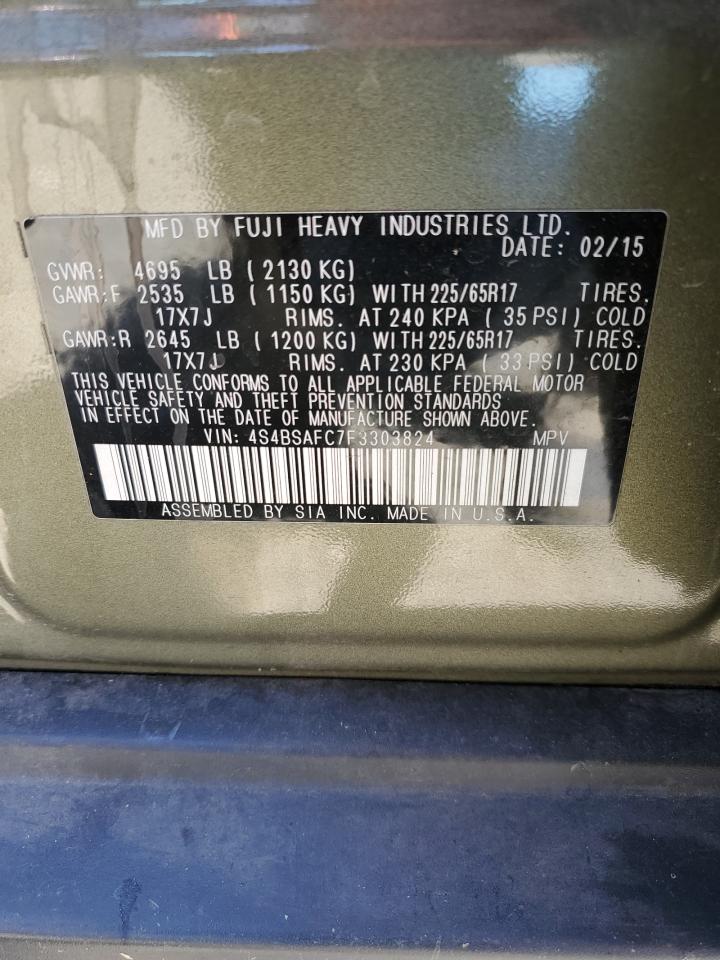 MFD BY FUJI HEAVY INDUSTRIES LTD.
DATE: 02/15
GVWR: 4695 LB ( 2130 KG)
GAWR:F 2535 LB ( 1150 KG) WITH 225/65R17 TIRES.
17X7J RIMS. AT 240 KPA ( 35 PSI) COLD
GAWR:R 2645 LB ( 1200 KG) WITH 225/65R17 TIRES.
17X7J RIMS. AT 230 KPA ( 33 PSI) COLD
THIS VEHICLE CONFORMS TO ALL APPLICABLE FEDERAL MOTOR
VEHICLE SAFETY AND THEFT PREVENTION STANDARDS
IN EFFECT ON THE DATE OF MANUFACTURE SHOWN ABOVE.
VIN: 4S4BSAFC7F3303824 MPV
ASSEMBLED BY SIA INC. MADE IN U.S.A.